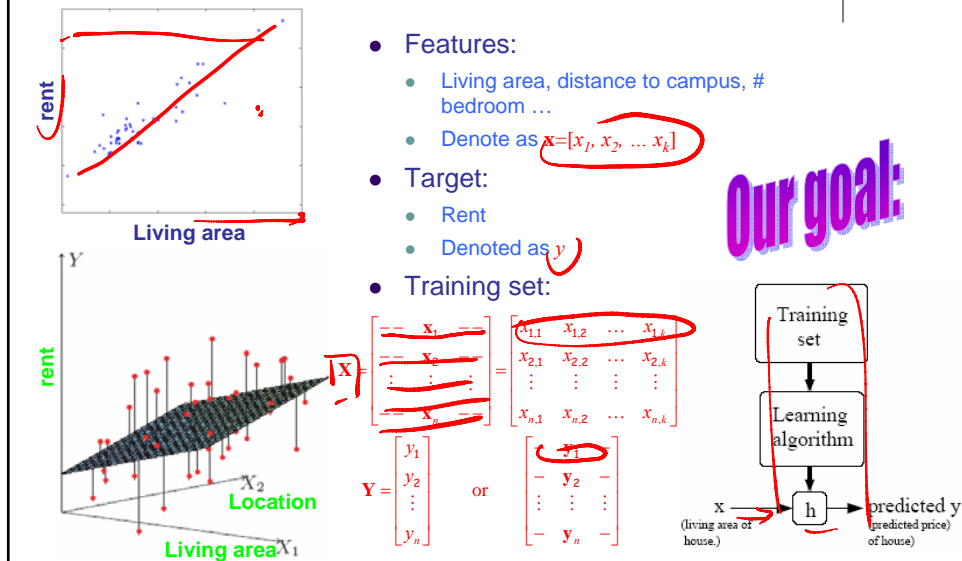 rent
Living area
Y
rent
X₂
Location
Living area X₁
● Features:
● Living area, distance to campus, #
bedroom …
● Denote as x=[x₁, x₂, … xₖ]
● Target:
● Rent
● Denoted as y
● Training set:
X = [– – x₁ – –] = [x₁,₁ x₁,₂ … x₁,ₖ]
[– – x₂ – –] [x₂,₁ x₂,₂ … x₂,ₖ]
[⋮ ⋮ ⋮] [⋮ ⋮ ⋮ ⋮]
[– – xₙ – –] [xₙ,₁ xₙ,₂ … xₙ,ₖ]
Y = [y₁] or [– y₁ –]
[y₂] [– y₂ –]
[⋮] [⋮ ⋮ ⋮]
[yₙ] [– yₙ –]
Our goal:
Training
set
Learning
algorithm
x
(living area of
house.)
h
predicted y
(predicted price)
of house)